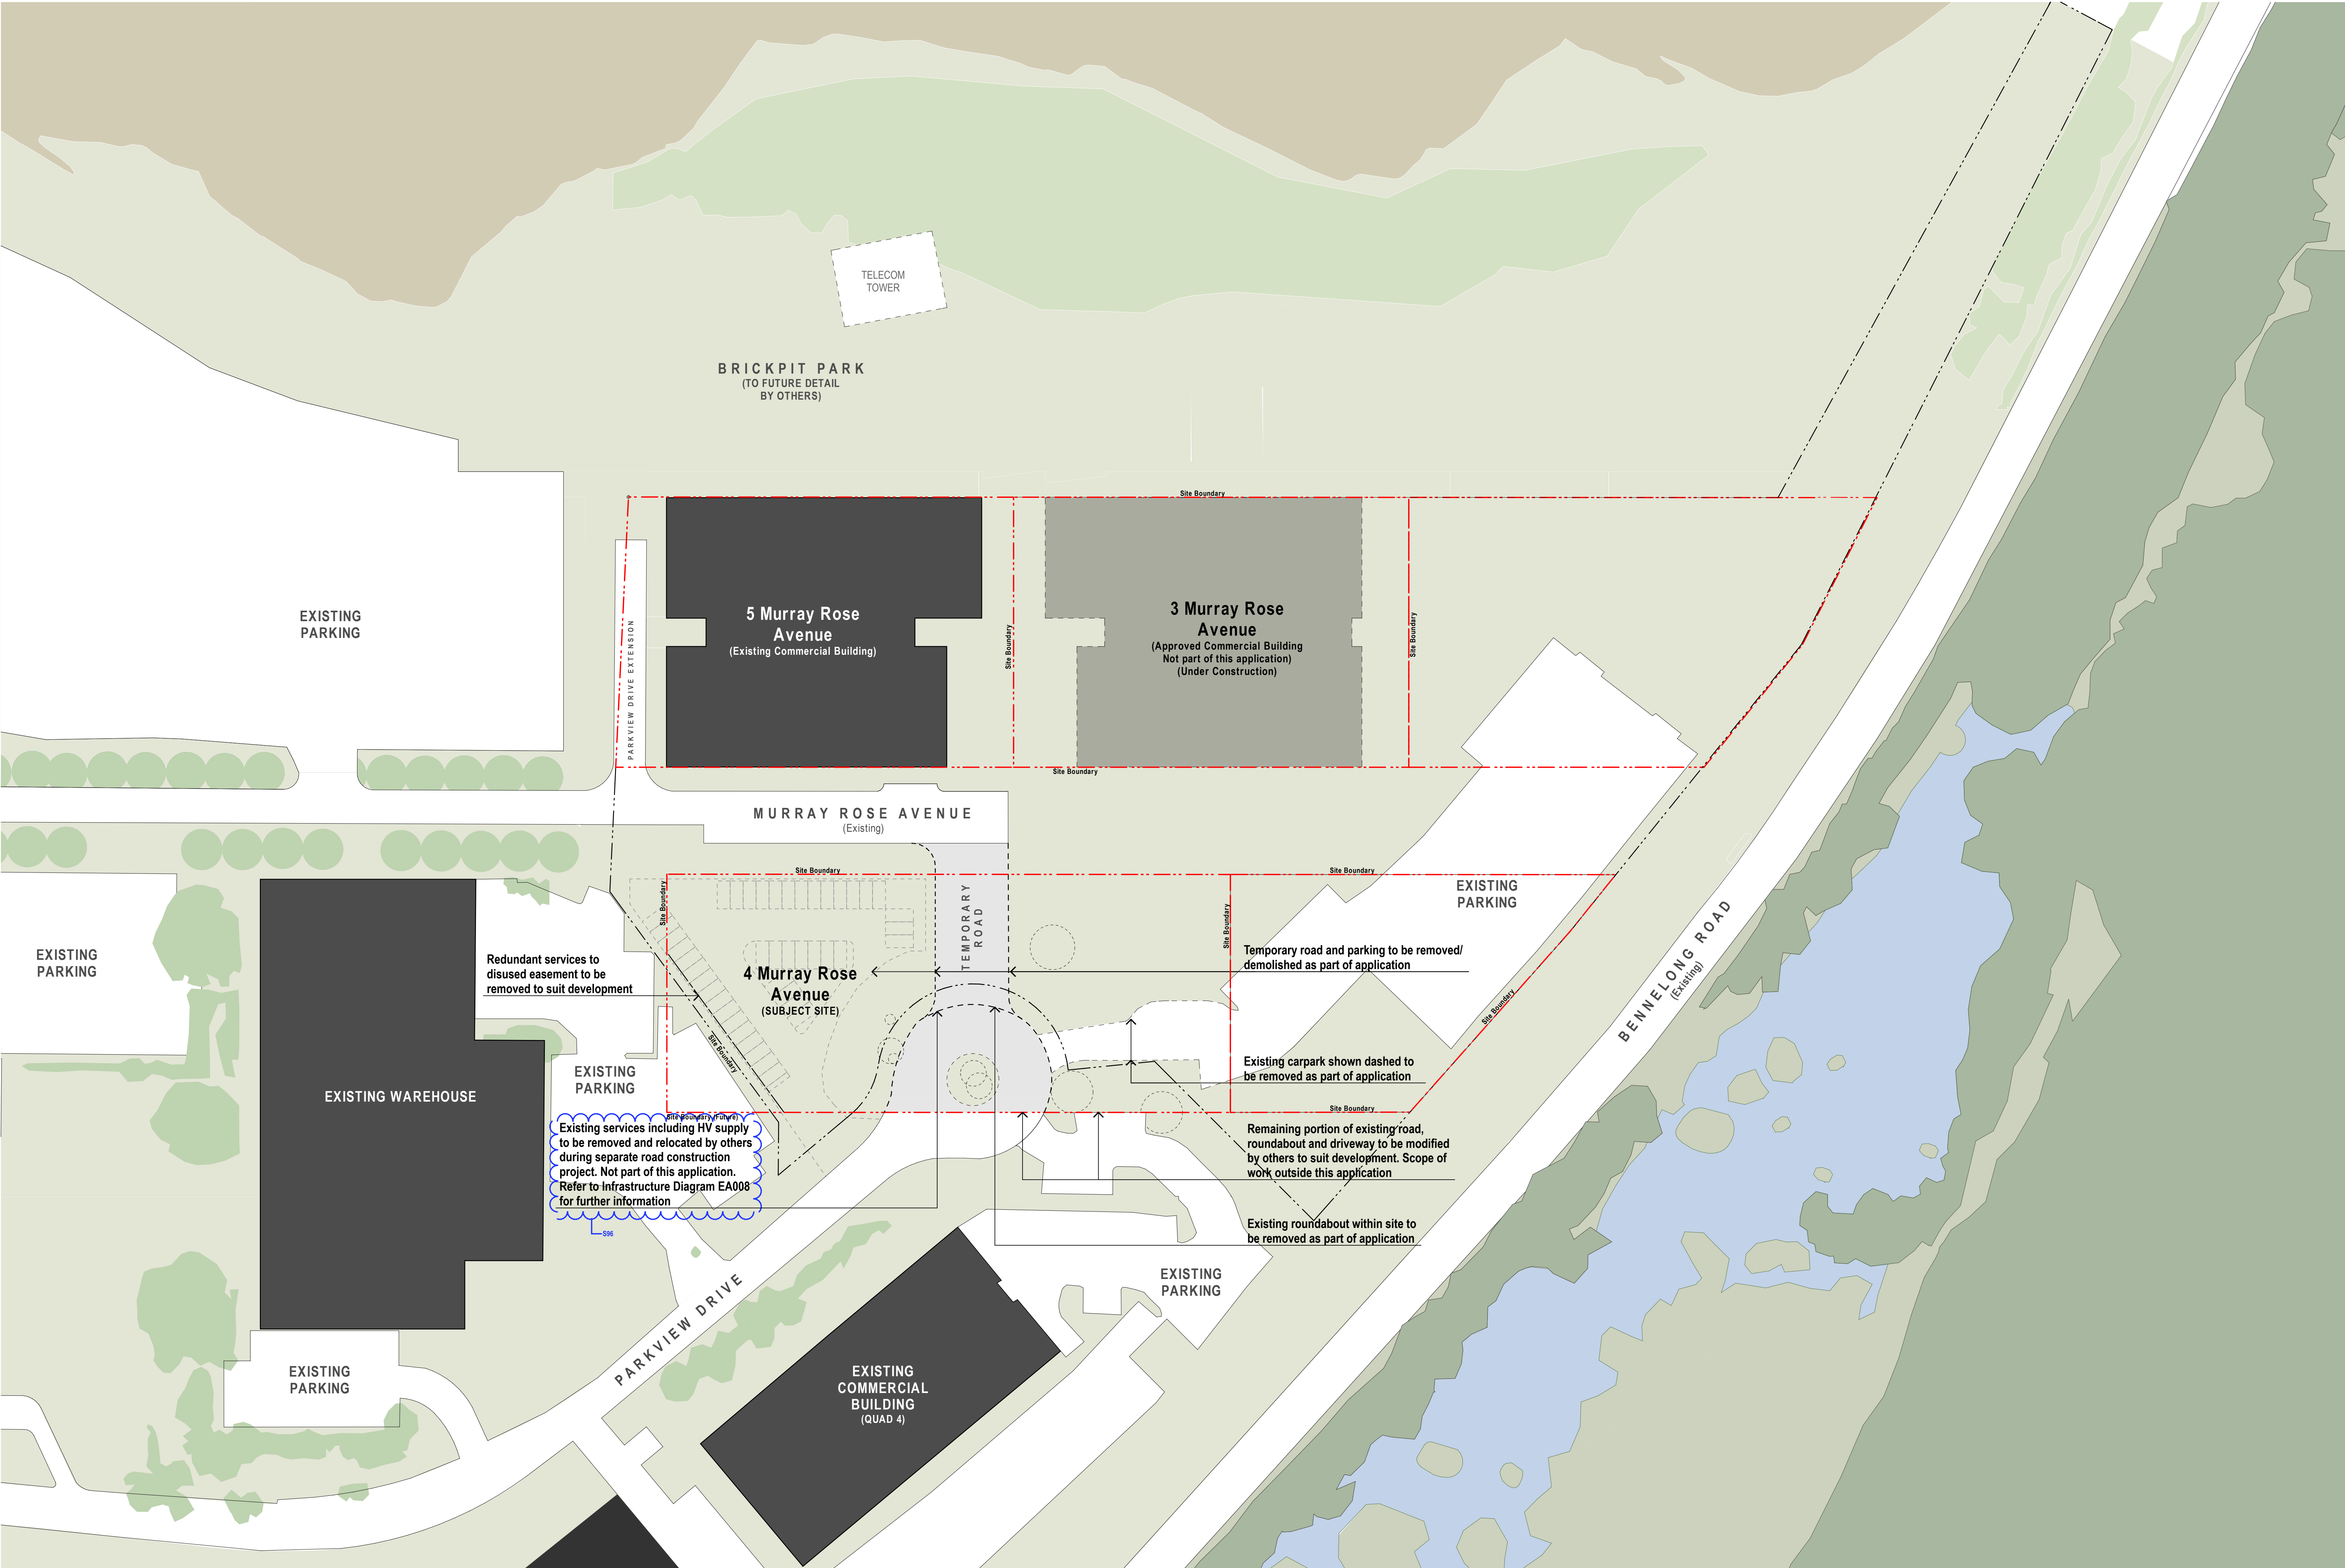 TELECOM
TOWER
BRICKPIT PARK
(TO FUTURE DETAIL
BY OTHERS)
Site Boundary
EXISTING
PARKING
PARKVIEW DRIVE EXTENSION
5 Murray Rose
Avenue
(Existing Commercial Building)
Site Boundary
3 Murray Rose
Avenue
(Approved Commercial Building
Not part of this application)
(Under Construction)
Site Boundary
Site Boundary
MURRAY ROSE AVENUE
(Existing)
Site Boundary
Site Boundary
Site Boundary
TEMPORARY
ROAD
Site Boundary
EXISTING
PARKING
EXISTING
PARKING
Redundant services to
disused easement to be
removed to suit development
4 Murray Rose
Avenue
(SUBJECT SITE)
Temporary road and parking to be removed/
demolished as part of application
BENNELONG ROAD
(Existing)
Site Boundary
Site Boundary
EXISTING
PARKING
Existing carpark shown dashed to
be removed as part of application
EXISTING WAREHOUSE
Site Boundary (Future)
Site Boundary
Existing services including HV supply
to be removed and relocated by others
during separate road construction
project. Not part of this application.
Refer to Infrastructure Diagram EA008
for further information
S96
Remaining portion of existing road,
roundabout and driveway to be modified
by others to suit development. Scope of
work outside this application
Existing roundabout within site to
be removed as part of application
EXISTING
PARKING
PARKVIEW DRIVE
EXISTING
PARKING
EXISTING
COMMERCIAL
BUILDING
(QUAD 4)